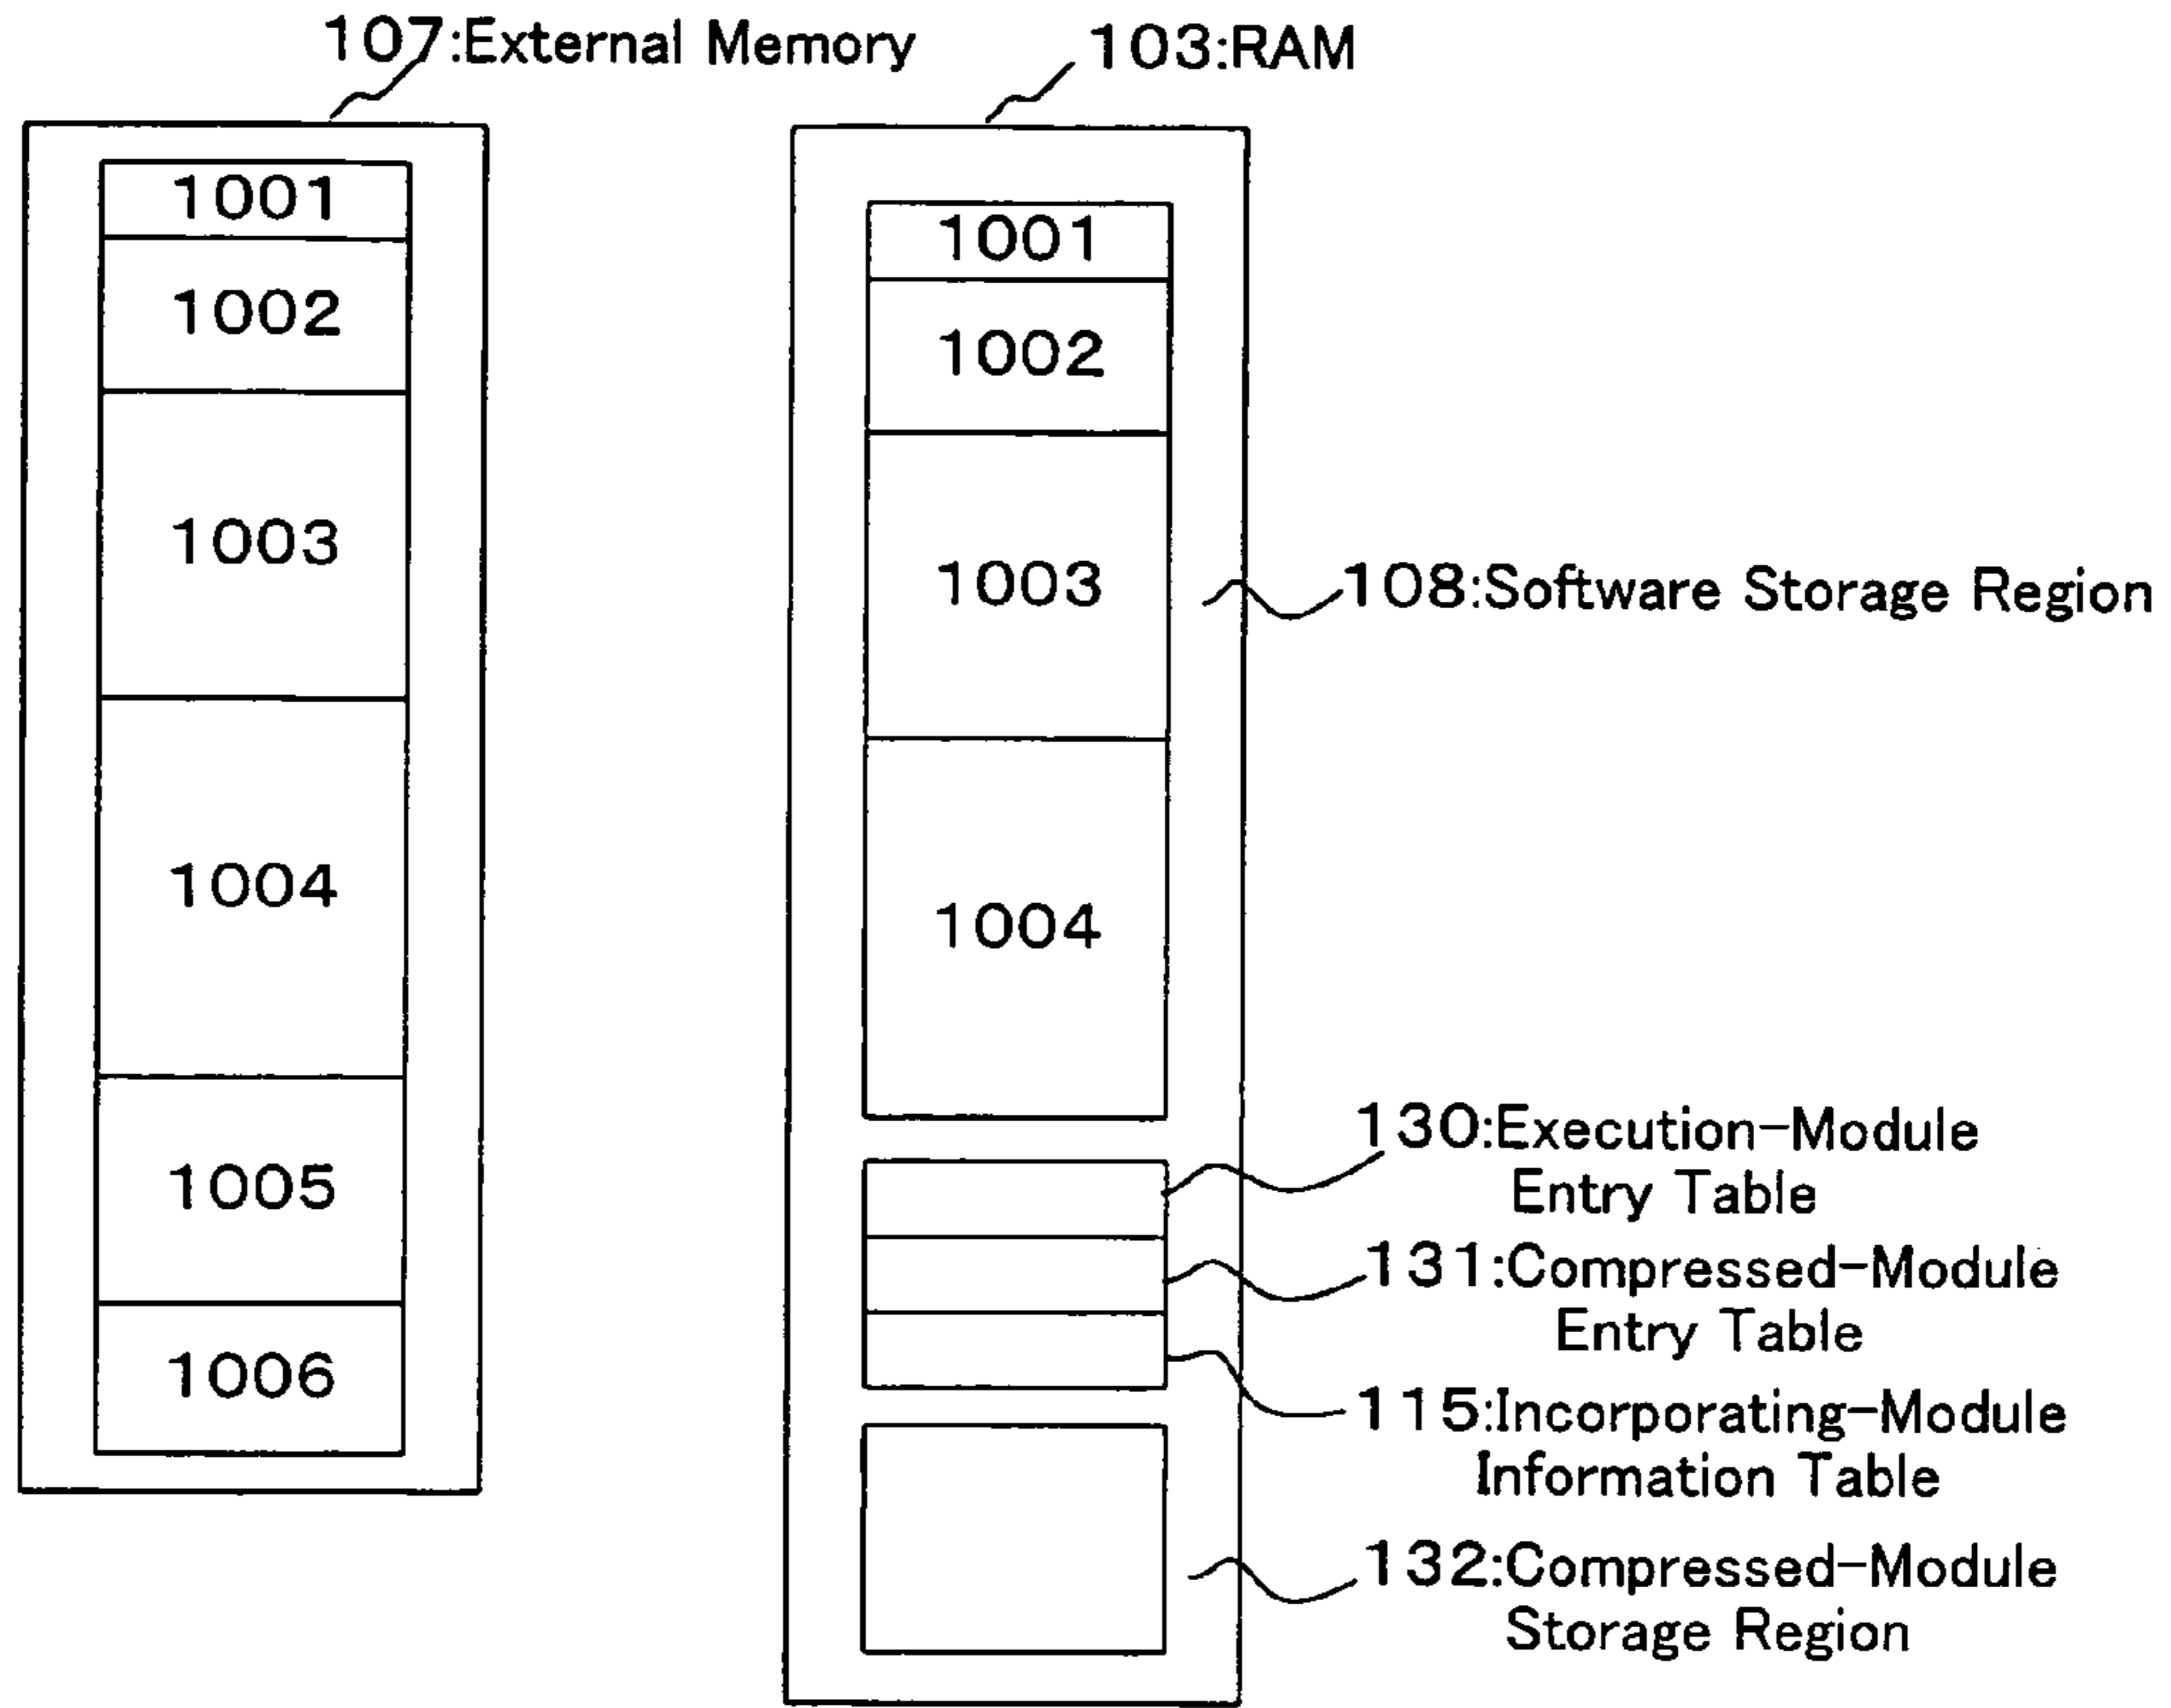 107:External Memory
1001
1002
1003
1004
1005
1006
103:RAM
1001
1002
1003
1004
108:Software Storage Region
130:Execution-Module
Entry Table
131:Compressed-Module
Entry Table
115:Incorporating-Module
Information Table
132:Compressed-Module
Storage Region